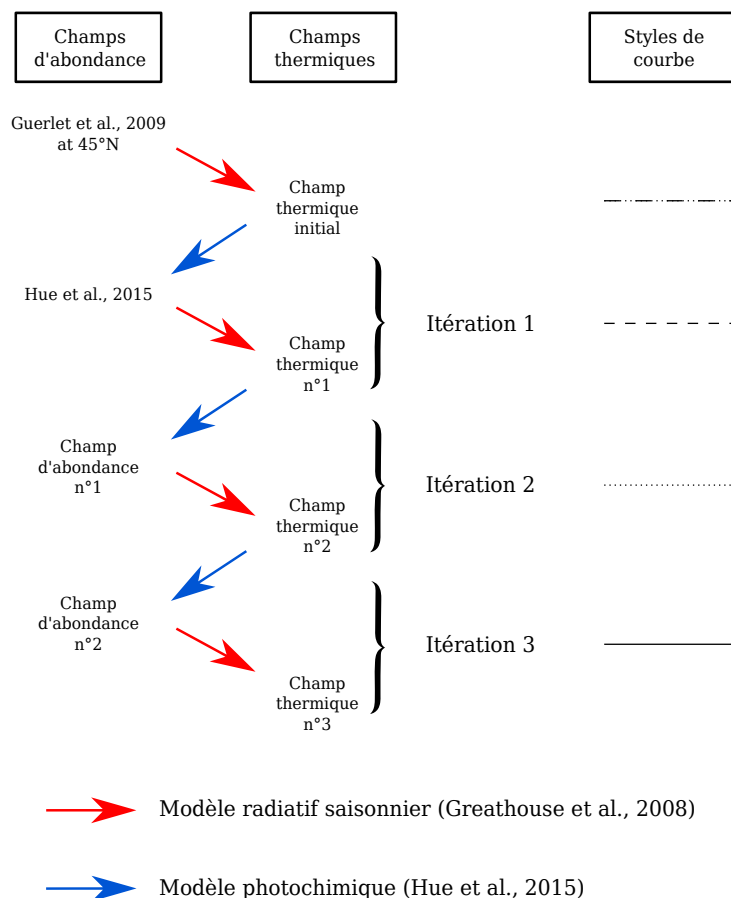 Champs
d'abondance
Champs
thermiques
Styles de
courbe
Guerlet et al., 2009
at 45°N
Champ
thermique
initial
Hue et al., 2015
Itération 1
Champ
thermique
n°1
Champ
d'abondance
n°1
Itération 2
Champ
thermique
n°2
Champ
d'abondance
n°2
Itération 3
Champ
thermique
n°3
Modèle radiatif saisonnier (Greathouse et al., 2008)
Modèle photochimique (Hue et al., 2015)